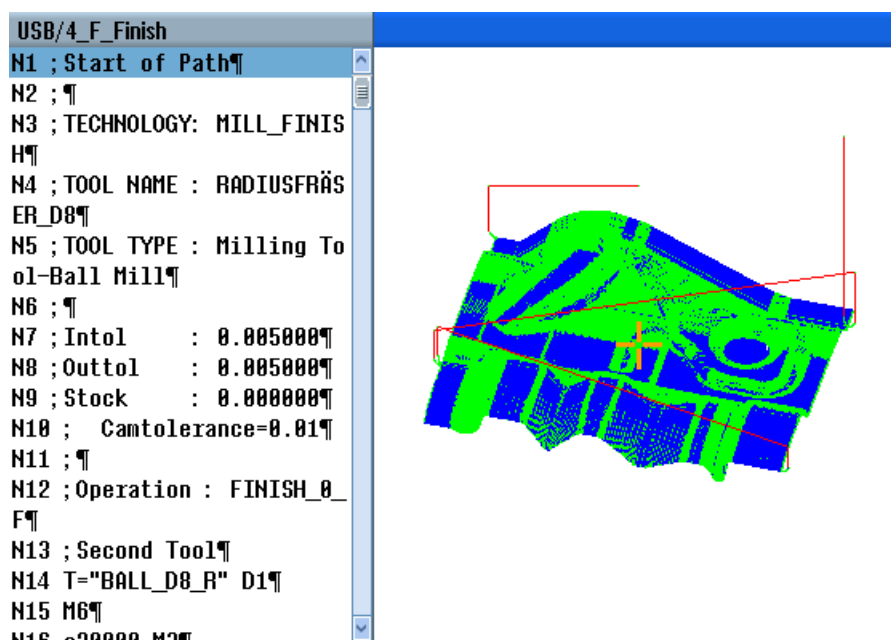 USB/4_F_Finish
N1 ;Start of Path¶
N2 ;¶
N3 ;TECHNOLOGY: MILL_FINIS
H¶
N4 ;TOOL NAME : RADIUSFRÄS
ER_D8¶
N5 ;TOOL TYPE : Milling To
ol-Ball Mill¶
N6 ;¶
N7 ;Intol     : 0.005000¶
N8 ;Outtol    : 0.005000¶
N9 ;Stock     : 0.000000¶
N10 ;  Camtolerance=0.01¶
N11 ;¶
N12 ;Operation : FINISH_0_
F¶
N13 ;Second Tool¶
N14 T="BALL_D8_R" D1¶
N15 M6¶